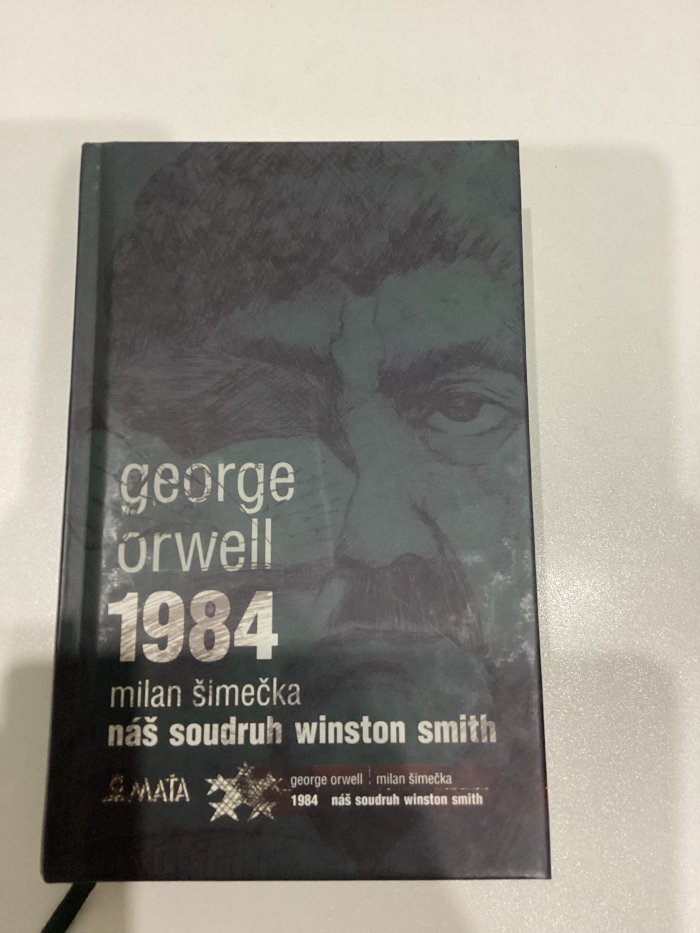 george
orwell
1984
milan šimečka
náš soudruh winston smith
MAŤA
george orwell milan šimečka
1984 náš soudruh winston smith